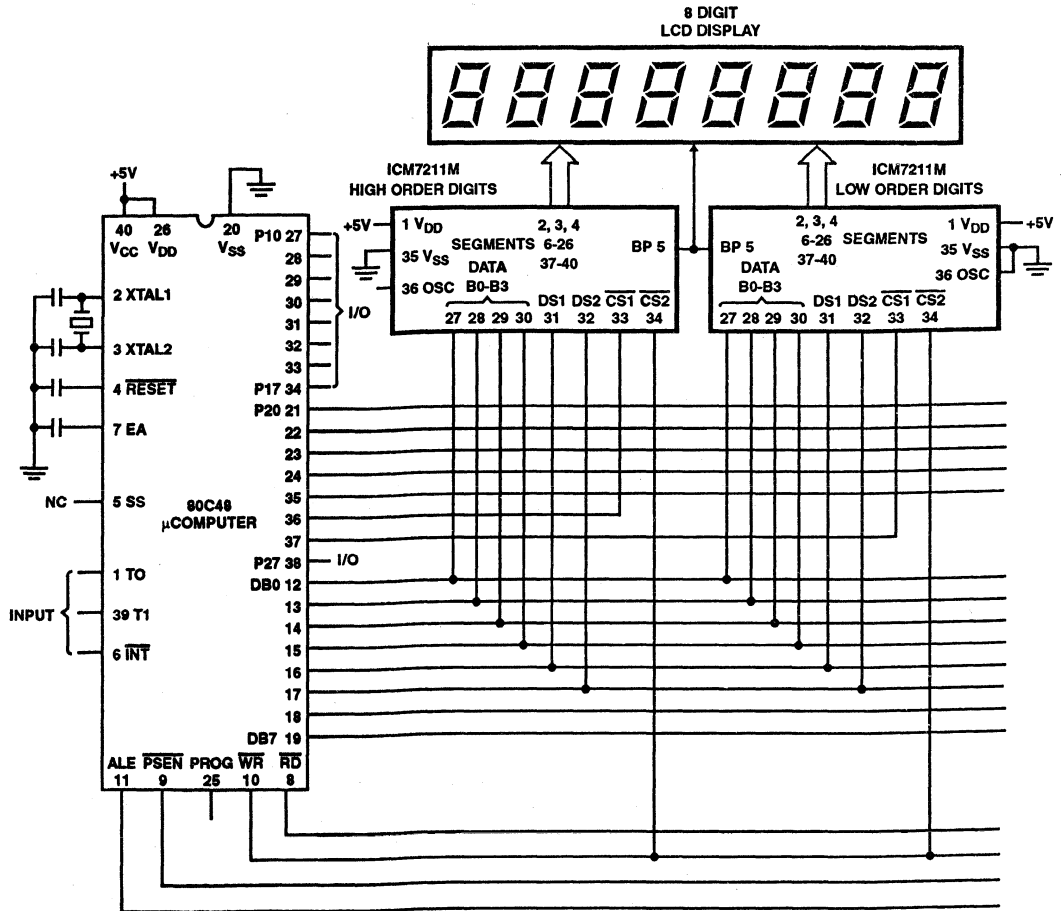 8 DIGIT
LCD DISPLAY
ICM7211M
HIGH ORDER DIGITS
ICM7211M
LOW ORDER DIGITS
+5V
+5V
1 VDD
2, 3, 4
SEGMENTS 6-26
37-40
35 VSS
DATA
B0-B3
36 OSC
BP 5
DS1 DS2 CS1 CS2
27 28 29 30 31 32 33 34
BP 5
2, 3, 4
6-26 SEGMENTS
37-40
DATA
B0-B3
1 VDD
+5V
35 VSS
36 OSC
DS1 DS2 CS1 CS2
27 28 29 30 31 32 33 34
40 26 20
VCC VDD VSS
P10 27
28
29
30
31
32
33
P17 34
I/O
P20 21
22
23
24
35
36
37
P27 38 I/O
DB0 12
13
14
15
16
17
18
DB7 19
2 XTAL1
3 XTAL2
4 RESET
7 EA
NC 5 SS
80C48
µCOMPUTER
INPUT
1 TO
39 T1
6 INT
ALE PSEN PROG WR RD
11 9 25 10 8